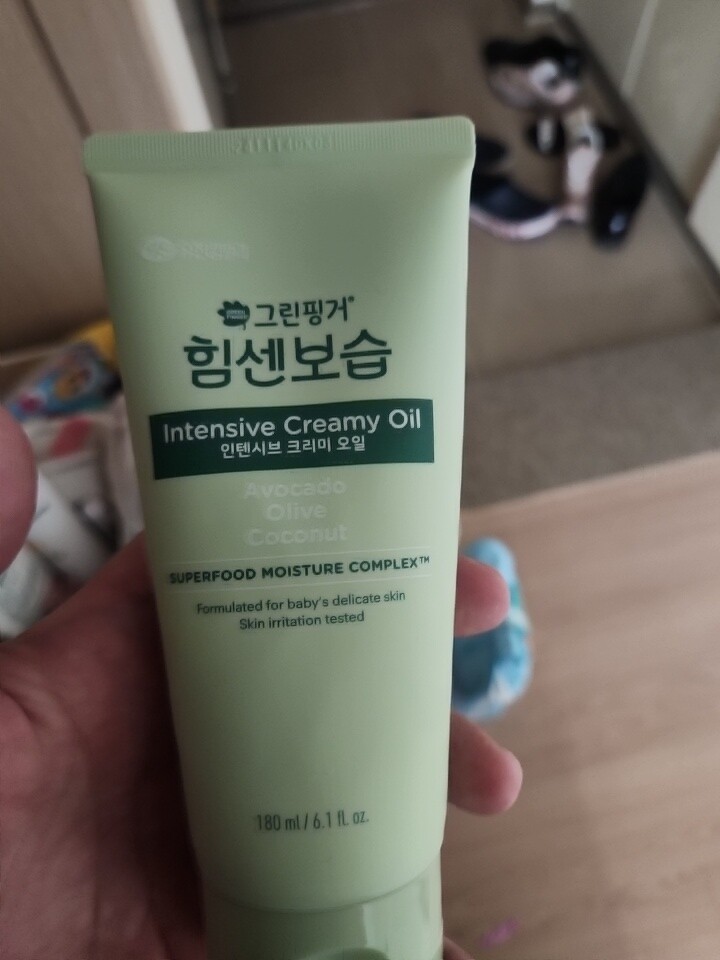 그린핑거®
힘센보습
Intensive Creamy Oil
인텐시브 크리미 오일
Avocado
Olive
Coconut
SUPERFOOD MOISTURE COMPLEX™
Formulated for baby's delicate skin
Skin irritation tested
180 ml / 6.1 fl. oz.